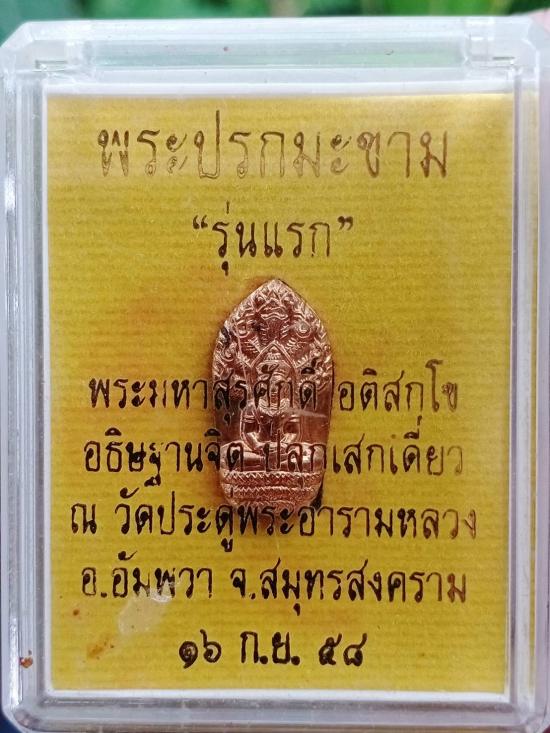 พระปรกมะขาม
“รุ่นแรก”
พระมหาสุรศักดิ์ อติสกฺโข
อธิษฐานจิต ปลุกเสกเดี่ยว
ณ วัดประดู่พระอารามหลวง
อ.อัมพวา จ.สมุทรสงคราม
๑๖ ก.ย. ๕๘